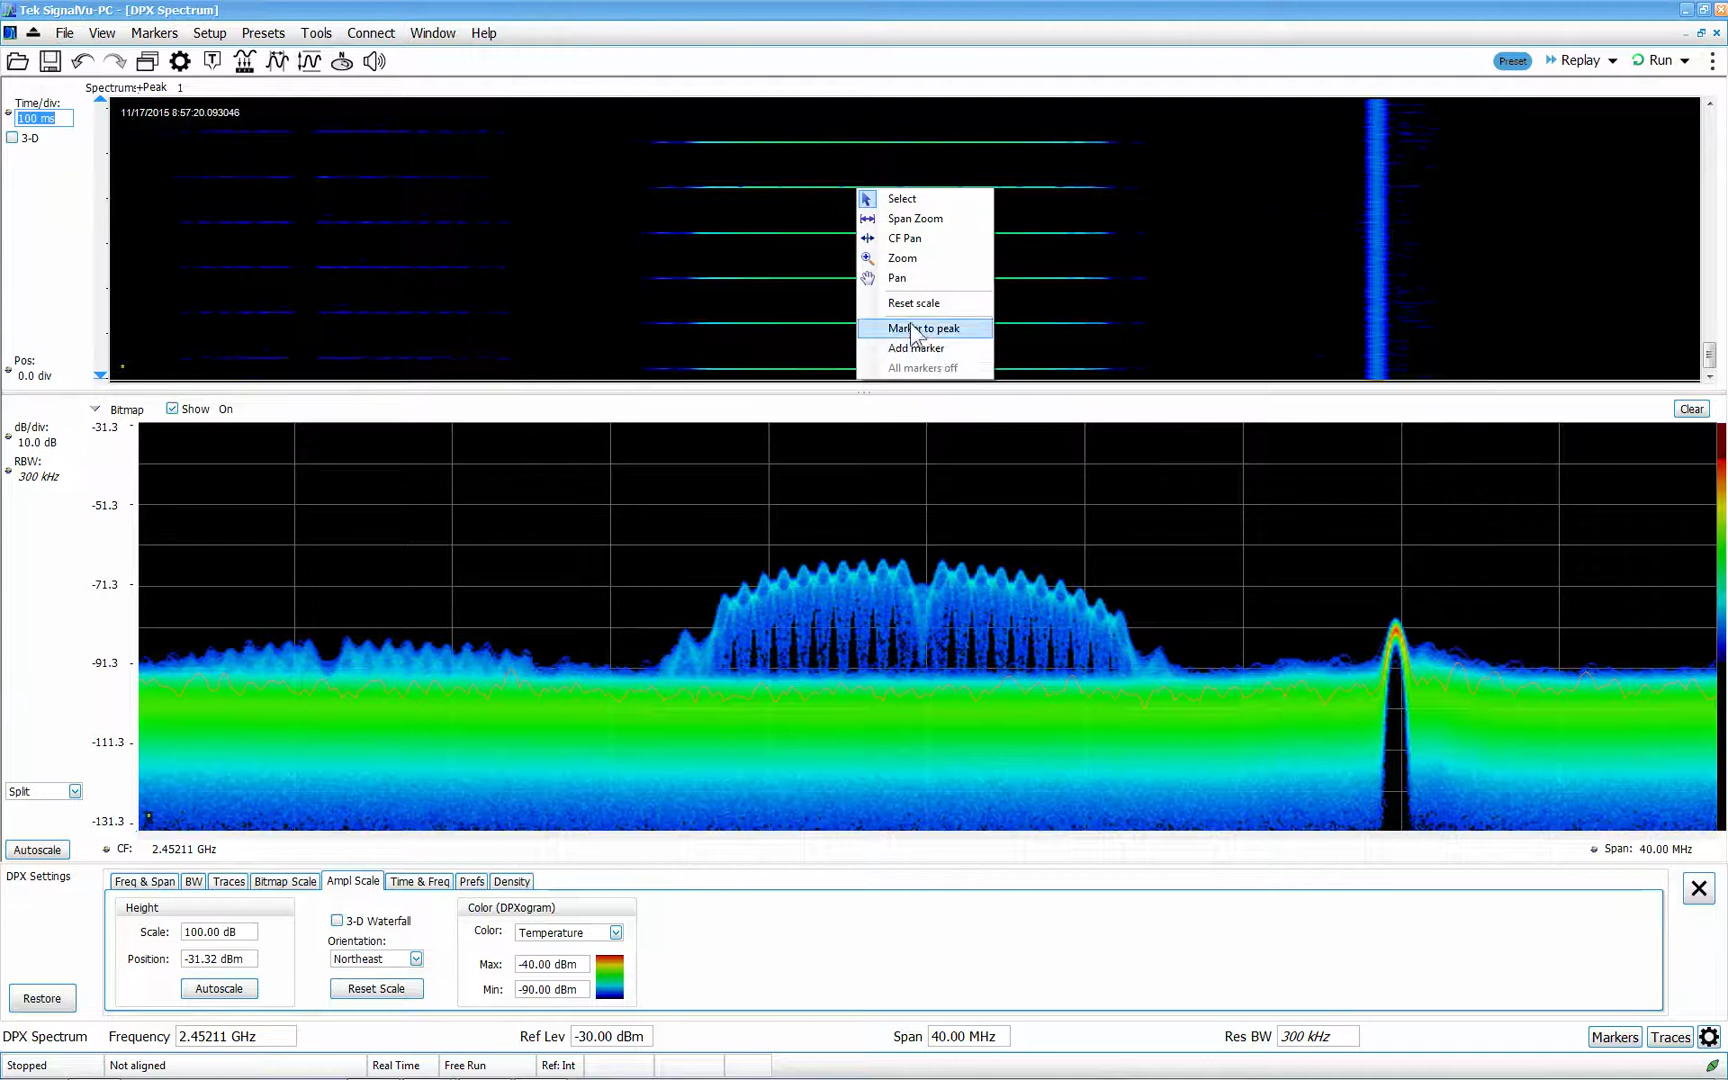 Tek SignalVu-PC - [DPX Spectrum]
File View Markers Setup Presets Tools Connect Window Help
Preset Replay Run
Spectrums +Peak 1
Time/div:
100 ms
3-D
11/17/2015 8:57:20.093046
Select
Span Zoom
CF Pan
Zoom
Pan
Reset scale
Marker to peak
Add marker
All markers off
Pos:
0.0 div
Bitmap Show On Clear
dB/div:
10.0 dB
RBW:
300 kHz
-31.3
-51.3
-71.3
-91.3
-111.3
-131.3
Split
Autoscale CF: 2.45211 GHz Span: 40.00 MHz
DPX Settings Freq & Span BW Traces Bitmap Scale Ampl Scale Time & Freq Prefs Density
Height
Scale: 100.00 dB
Position: -31.32 dBm
Autoscale
3-D Waterfall
Orientation:
Northeast
Reset Scale
Color (DPXogram)
Color: Temperature
Max: -40.00 dBm
Min: -90.00 dBm
Restore
DPX Spectrum Frequency 2.45211 GHz Ref Lev -30.00 dBm Span 40.00 MHz Res BW 300 kHz Markers Traces
Stopped Not aligned Real Time Free Run Ref: Int